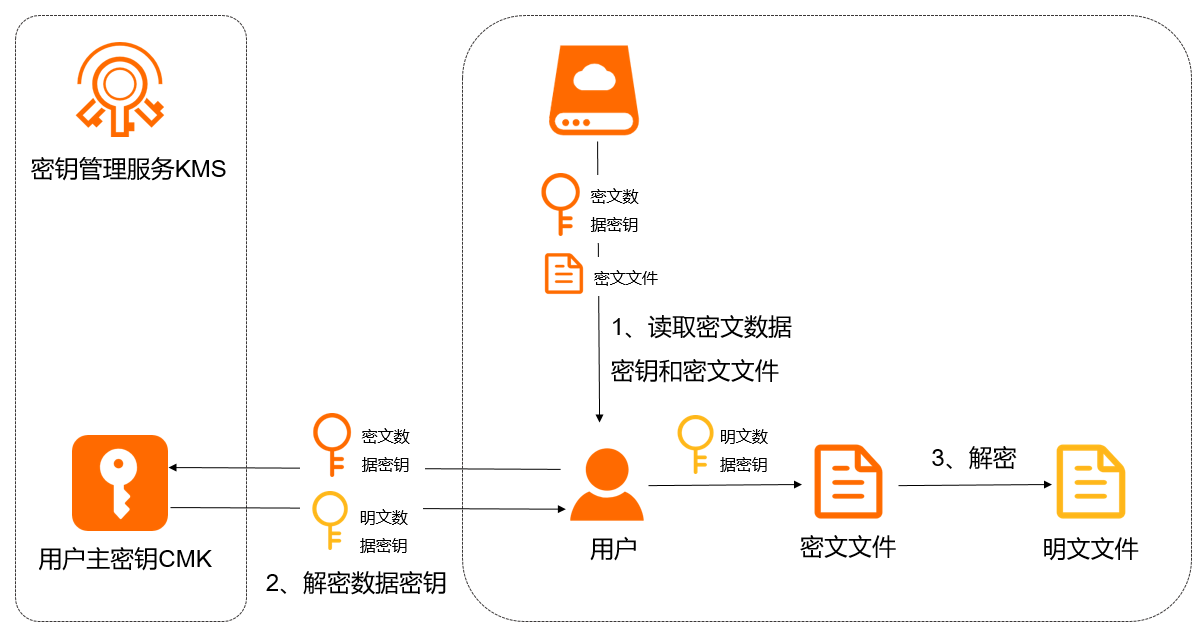 密钥管理服务KMS
密文数
据密钥
密文文件
1、读取密文数据
密钥和密文文件
密文数
据密钥
明文数
据密钥
2、解密数据密钥
用户主密钥CMK
用户
明文数
据密钥
密文文件
3、解密
明文文件